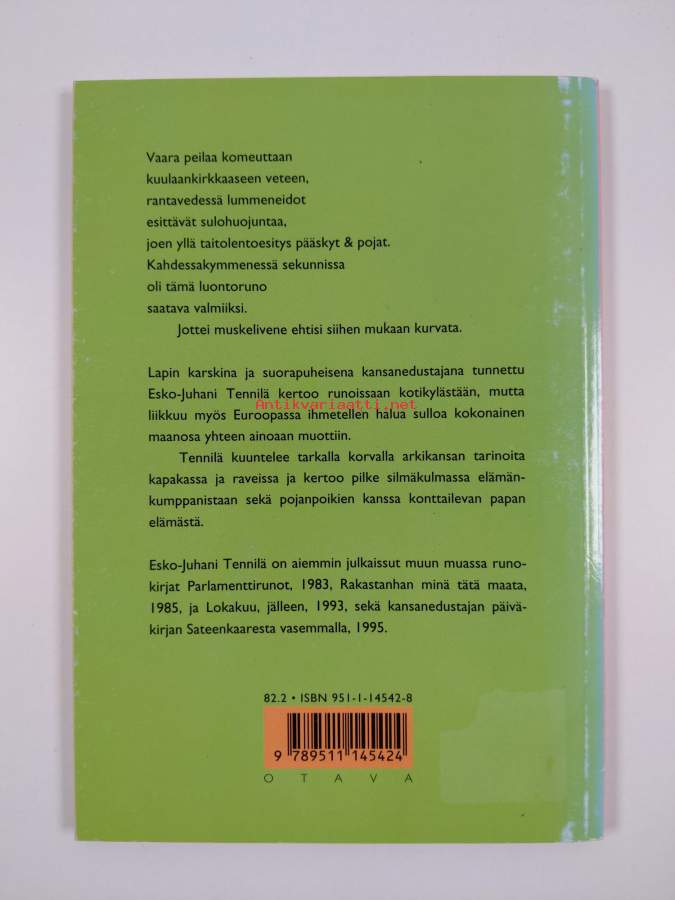 Vaara peilaa komeuttaan
kuulaankirkkaaseen veteen,
rantavedessä lummeneidot
esittävät sulohuojuntaa,
joen yllä taitolentoesitys pääskyt & pojat.
Kahdessakymmenessä sekunnissa
oli tämä luontoruno
saatava valmiiksi.
Jottei muskelivene ehtisi siihen mukaan kurvata.
Lapin karskina ja suorapuheisena kansanedustajana tunnettu
Esko-Juhani Tennilä kertoo runoissaan kotikylästään, mutta
Antikvariaatti.net
liikkuu myös Euroopassa ihmetellen halua sulloa kokonainen
maanosa yhteen ainoaan muottiin.
Tennilä kuuntelee tarkalla korvalla arkikansan tarinoita
kapakassa ja raveissa ja kertoo pilke silmäkulmassa elämän-
kumppanistaan sekä pojanpoikien kanssa konttailevan papan
elämästä.
Esko-Juhani Tennilä on aiemmin julkaissut muun muassa runo-
kirjat Parlamenttirunot, 1983, Rakastanhan minä tätä maata,
1985, ja Lokakuu, jälleen, 1993, sekä kansanedustajan päivä-
kirjan Sateenkaaresta vasemmalla, 1995.
82.2 • ISBN 951-1-14542-8
9 789511 145424
OTAVA